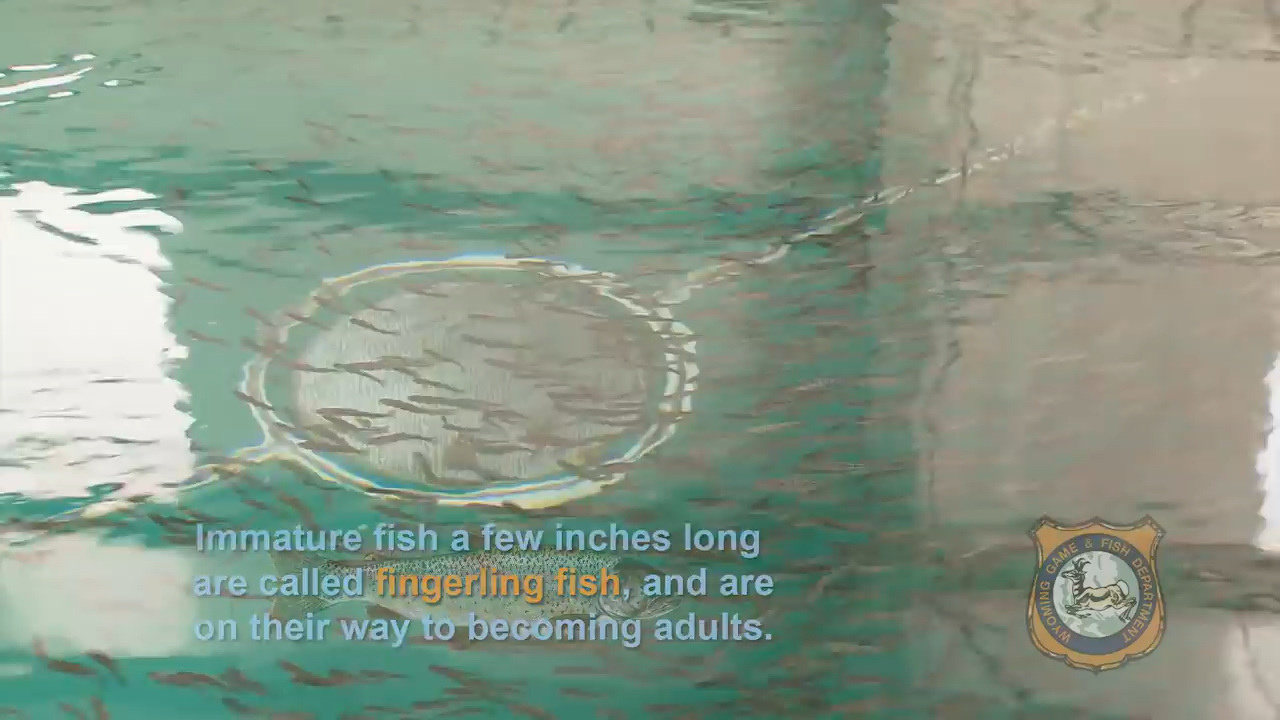 Immature fish a few inches long
are called fingerling fish, and are
on their way to becoming adults.
WYOMING GAME & FISH DEPARTMENT